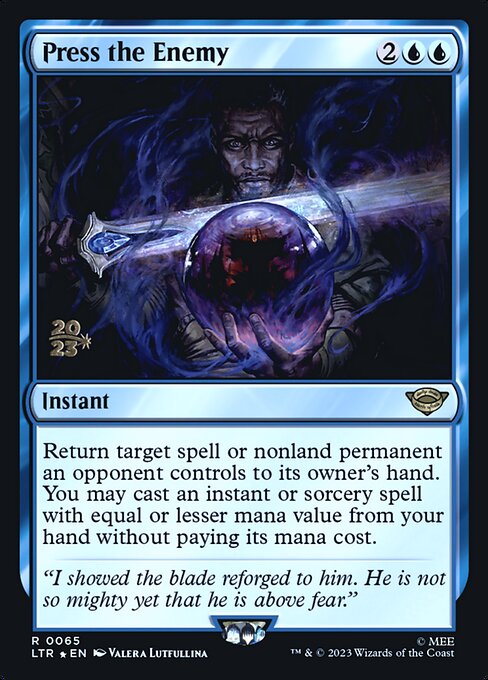 Press the Enemy 2
20
23
Instant
Return target spell or nonland permanent
an opponent controls to its owner's hand.
You may cast an instant or sorcery spell
with equal or lesser mana value from your
hand without paying its mana cost.
“I showed the blade reforged to him. He is not
so mighty yet that he is above fear.”
R 0065 © MEE
LTR ★ EN VALERA LUTFULLINA ™ & © 2023 Wizards of the Coast